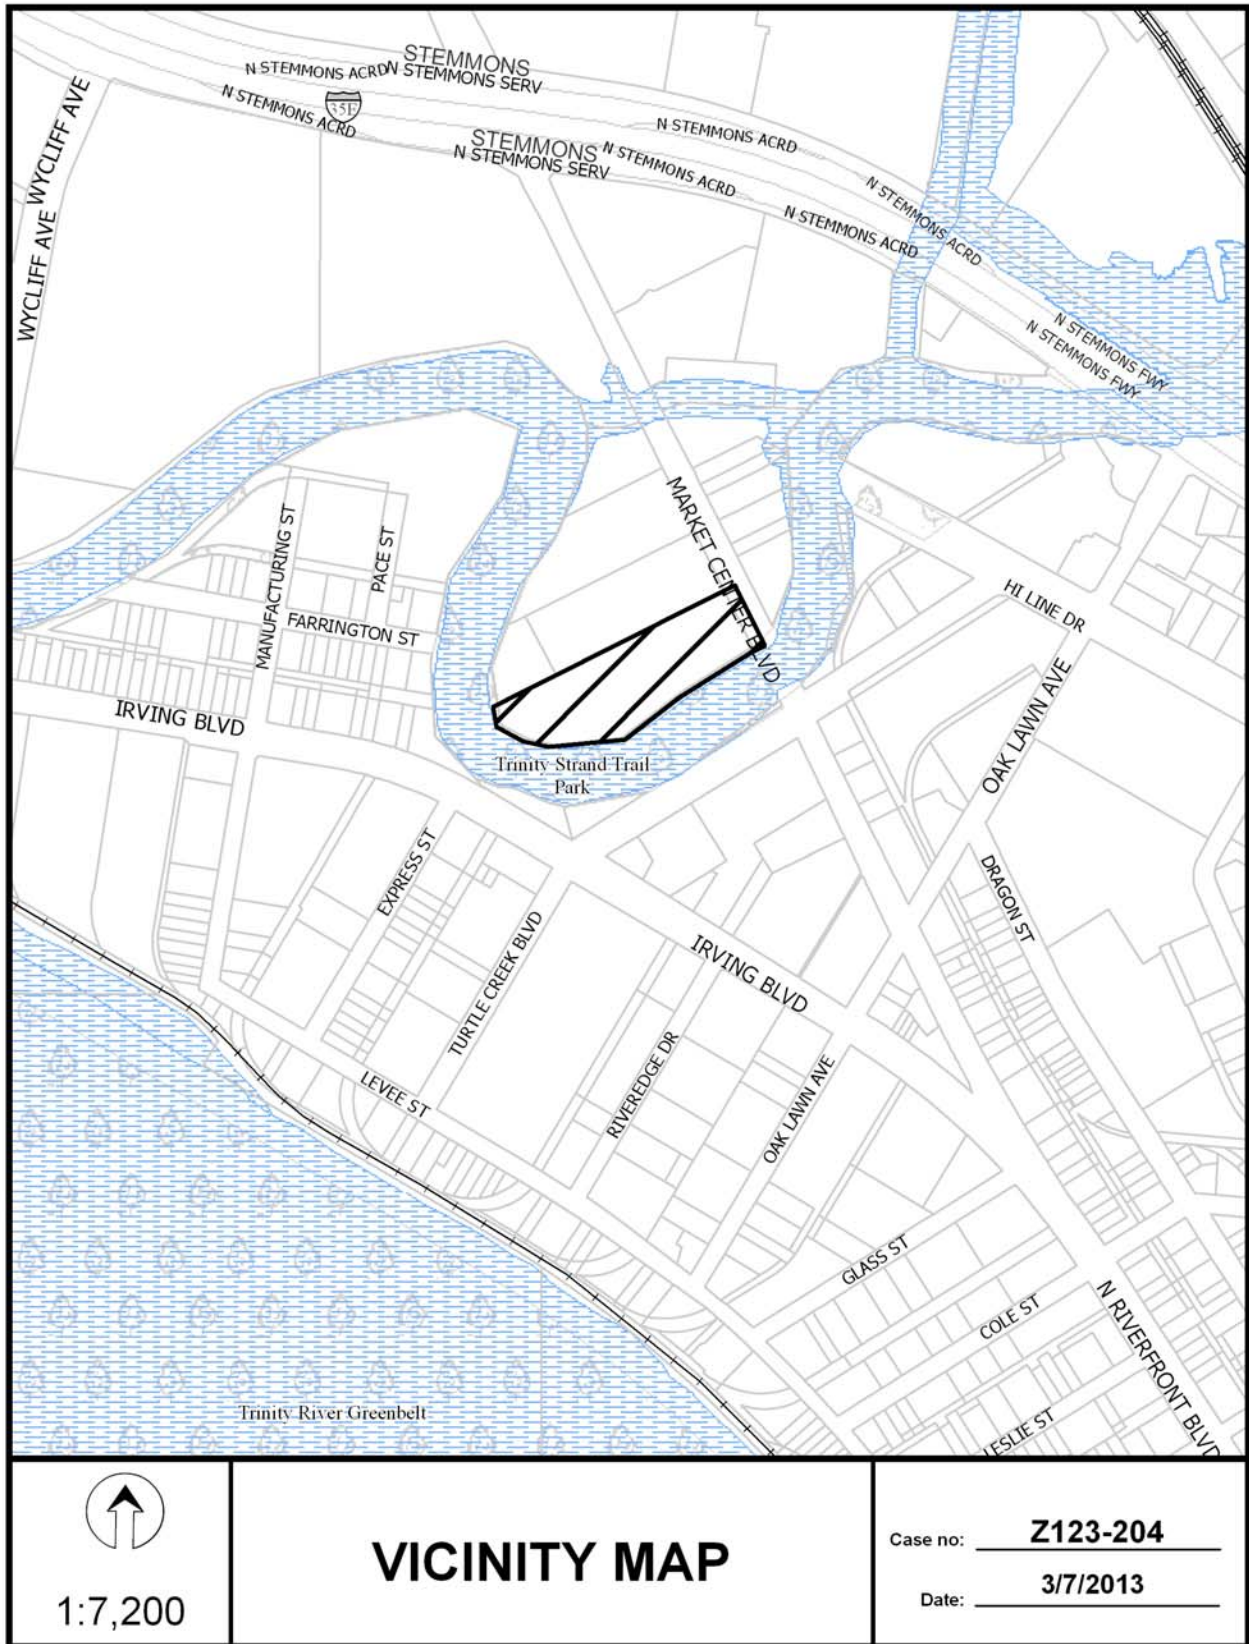 STEMMONS
N STEMMONS ACRD
N STEMMONS SERV
35E
N STEMMONS ACRD
N STEMMONS ACRD
STEMMONS
N STEMMONS SERV
N STEMMONS ACRD
N STEMMONS ACRD
N STEMMONS ACRD
WYCLIFF AVE
WYCLIFF AVE
N STEMMONS FWY
N STEMMONS FWY
MARKET CENTER BLVD
MANUFACTURING ST
PACE ST
FARRINGTON ST
HI LINE DR
IRVING BLVD
OAK LAWN AVE
Trinity Strand Trail
Park
EXPRESS ST
DRAGON ST
TURTLE CREEK BLVD
IRVING BLVD
RIVEREDGE DR
OAK LAWN AVE
LEVEE ST
GLASS ST
COLE ST
N RIVERFRONT BLVD
LESLIE ST
Trinity River Greenbelt
1:7,200
VICINITY MAP
Case no: Z123-204
Date: 3/7/2013